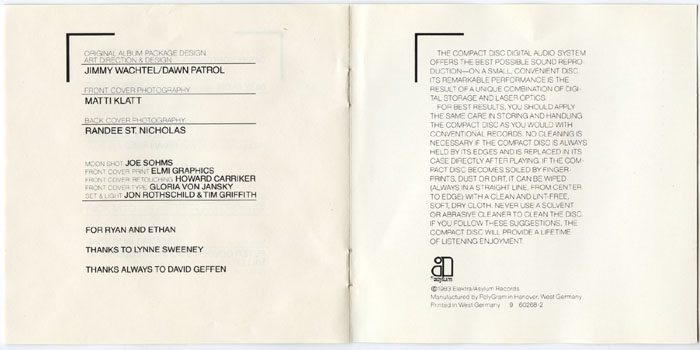 ORIGINAL ALBUM PACKAGE DESIGN
ART DIRECTION & DESIGN
JIMMY WACHTEL/DAWN PATROL
FRONT COVER PHOTOGRAPHY
MATTI KLATT
BACK COVER PHOTOGRAPHY
RANDEE ST. NICHOLAS
MOON SHOT JOE SOHMS
FRONT COVER PRINT ELMI GRAPHICS
FRONT COVER RETOUCHING HOWARD CARRIKER
FRONT COVER TYPE GLORIA VON JANSKY
SET & LIGHT JON ROTHSCHILD & TIM GRIFFITH
FOR RYAN AND ETHAN
THANKS TO LYNNE SWEENEY
THANKS ALWAYS TO DAVID GEFFEN
THE COMPACT DISC DIGITAL AUDIO SYSTEM
OFFERS THE BEST POSSIBLE SOUND REPRO-
DUCTION—ON A SMALL, CONVENIENT DISC.
ITS REMARKABLE PERFORMANCE IS THE
RESULT OF A UNIQUE COMBINATION OF DIGI-
TAL STORAGE AND LASER OPTICS.
FOR BEST RESULTS, YOU SHOULD APPLY
THE SAME CARE IN STORING AND HANDLING
THE COMPACT DISC AS YOU WOULD WITH
CONVENTIONAL RECORDS. NO CLEANING IS
NECESSARY IF THE COMPACT DISC IS ALWAYS
HELD BY ITS EDGES AND IS REPLACED IN ITS
CASE DIRECTLY AFTER PLAYING. IF THE COM-
PACT DISC BECOMES SOILED BY FINGER-
PRINTS, DUST OR DIRT, IT CAN BE WIPED
(ALWAYS IN A STRAIGHT LINE, FROM CENTER
TO EDGE) WITH A CLEAN AND LINT-FREE,
SOFT, DRY CLOTH. NEVER USE A SOLVENT
OR ABRASIVE CLEANER TO CLEAN THE DISC.
IF YOU FOLLOW THESE SUGGESTIONS, THE
COMPACT DISC WILL PROVIDE A LIFETIME
OF LISTENING ENJOYMENT.
asylum
©1983 Elektra/Asylum Records
Manufactured by PolyGram in Hanover, West Germany
Printed in West Germany 9 60268-2